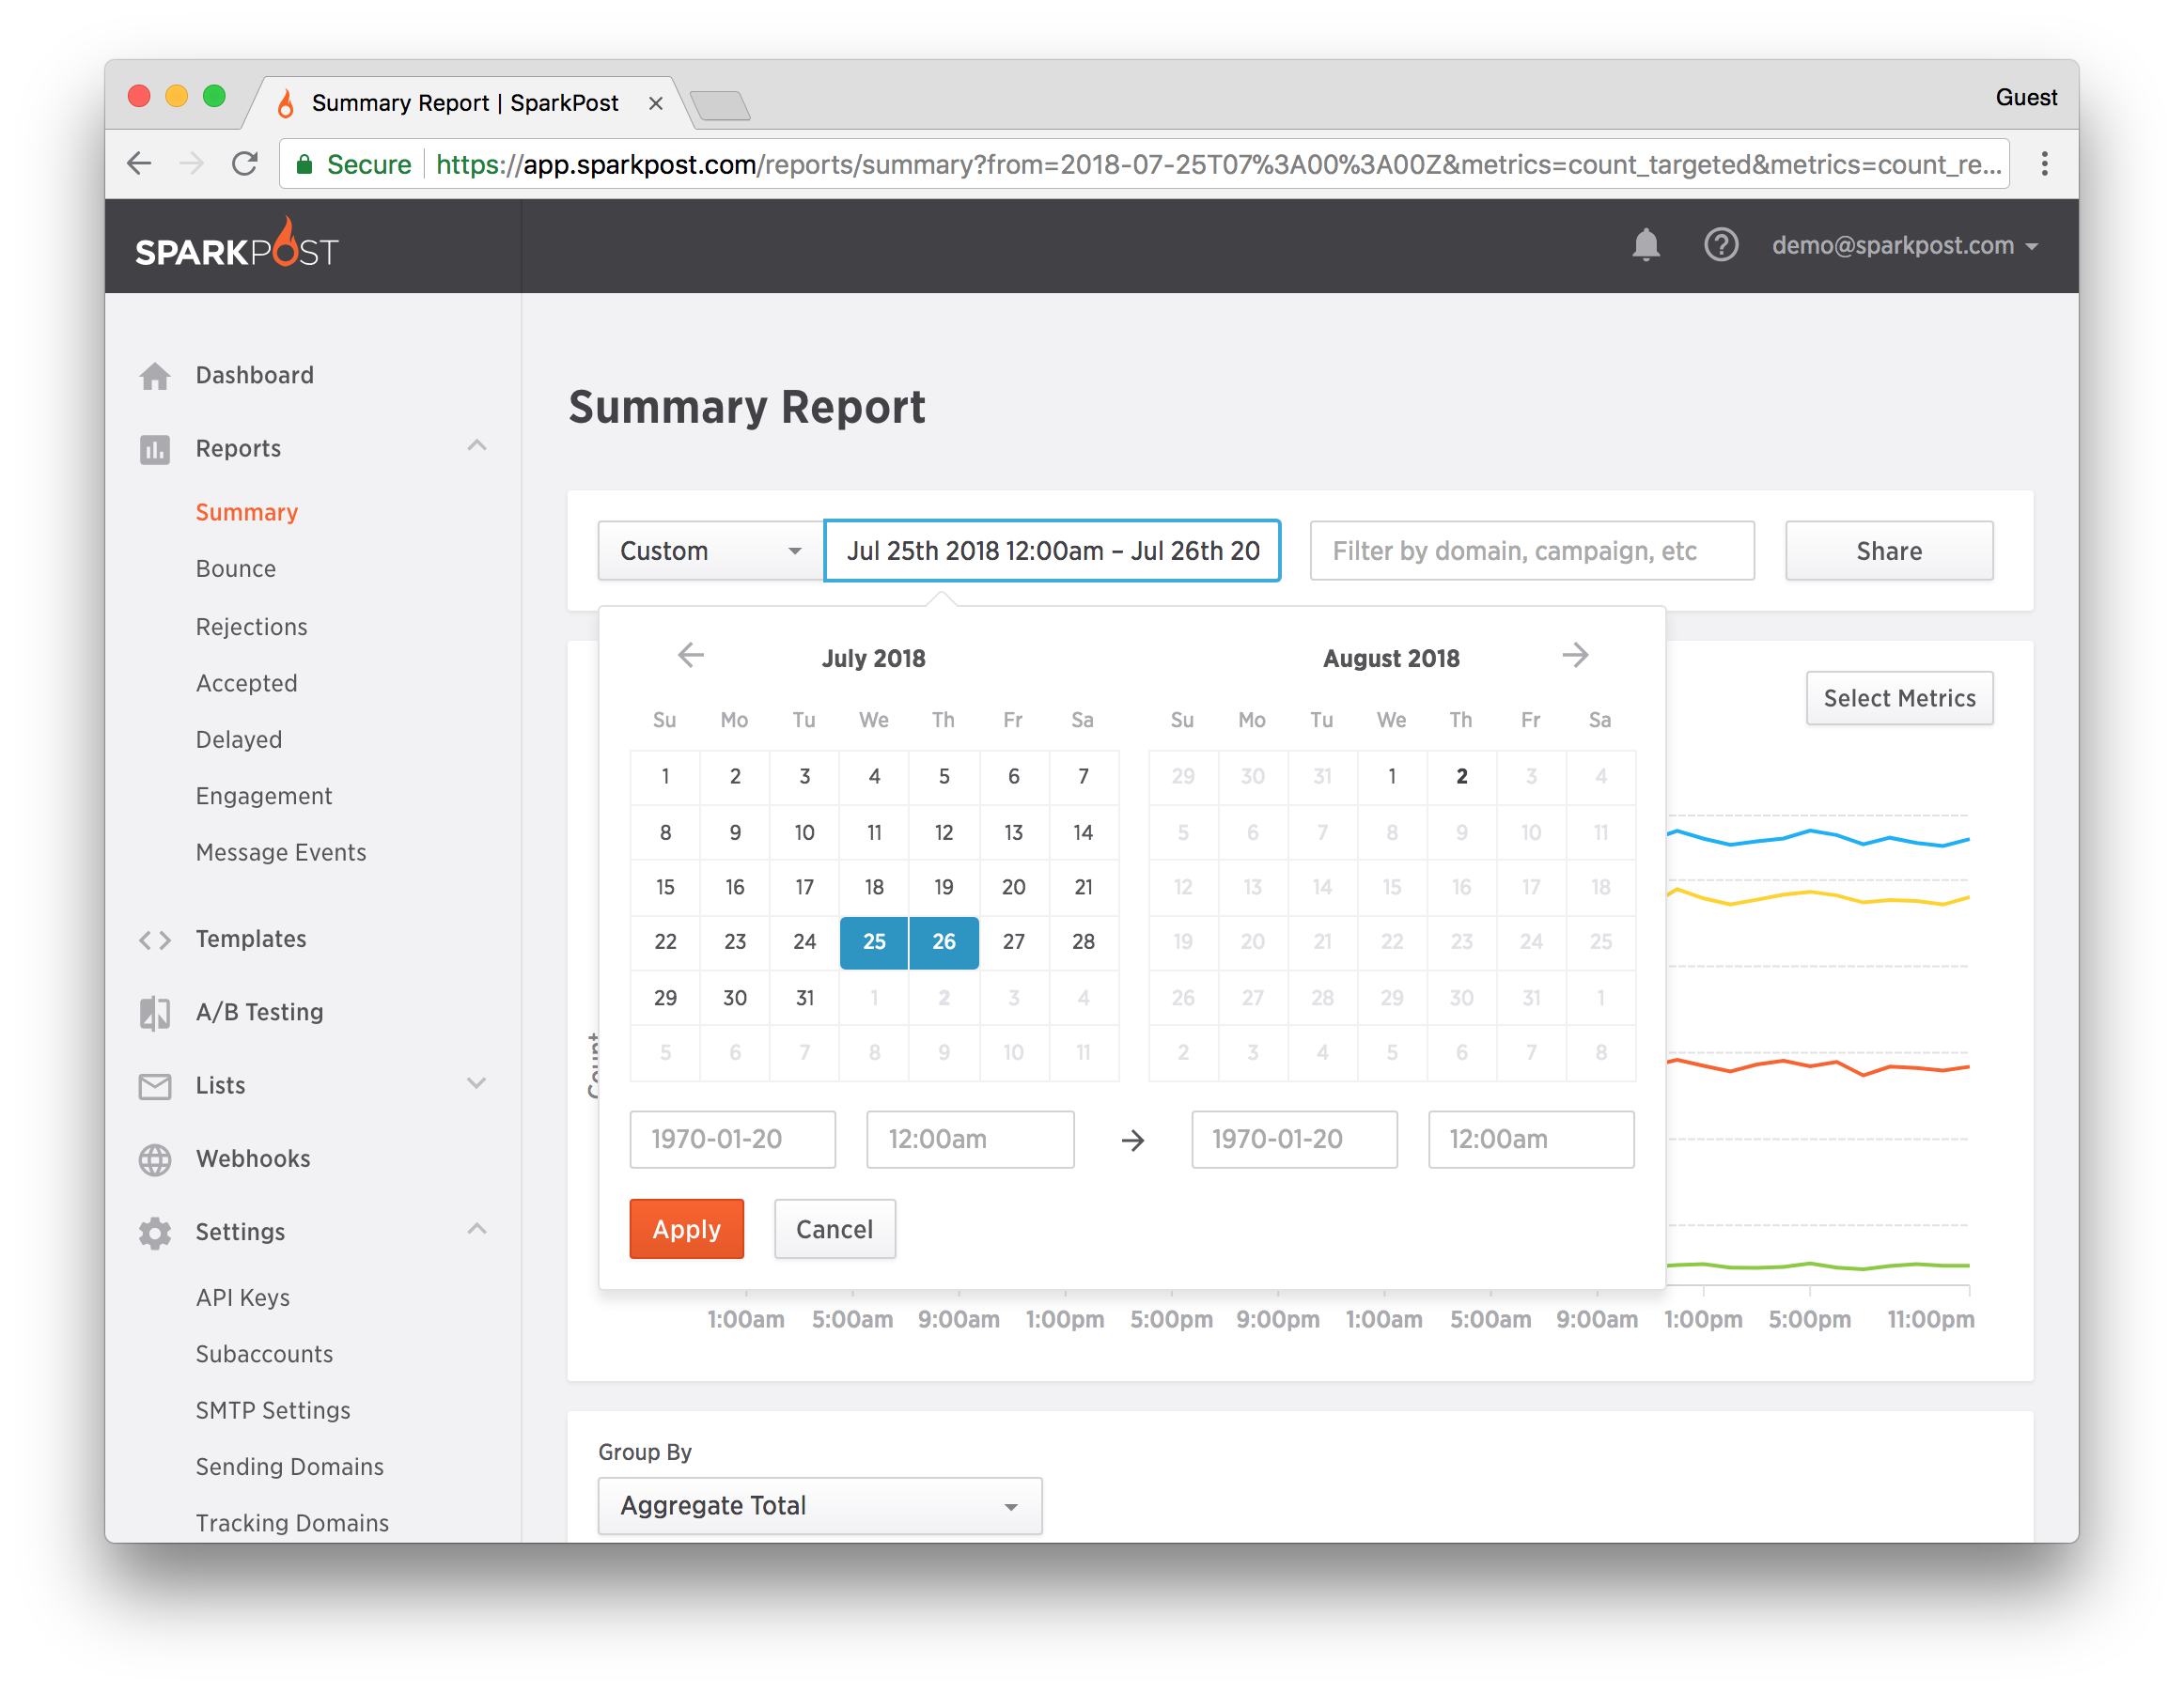 Summary Report | SparkPost
Guest
Secure https://app.sparkpost.com/reports/summary?from=2018-07-25T07%3A00%3A00Z&metrics=count_targeted&metrics=count_re...
SPARKPOST
demo@sparkpost.com
Dashboard
Reports
Summary
Bounce
Rejections
Accepted
Delayed
Engagement
Message Events
Templates
A/B Testing
Lists
Webhooks
Settings
API Keys
Subaccounts
SMTP Settings
Sending Domains
Tracking Domains
Summary Report
Custom
Jul 25th 2018 12:00am – Jul 26th 20
Filter by domain, campaign, etc
Share
Select Metrics
July 2018
Su Mo Tu We Th Fr Sa
1 2 3 4 5 6 7
8 9 10 11 12 13 14
15 16 17 18 19 20 21
22 23 24 25 26 27 28
29 30 31 1 2 3 4
5 6 7 8 9 10 11
August 2018
Su Mo Tu We Th Fr Sa
29 30 31 1 2 3 4
5 6 7 8 9 10 11
12 13 14 15 16 17 18
19 20 21 22 23 24 25
26 27 28 29 30 31 1
2 3 4 5 6 7 8
1970-01-20 12:00am → 1970-01-20 12:00am
Apply Cancel
Count
1:00am 5:00am 9:00am 1:00pm 5:00pm 9:00pm 1:00am 5:00am 9:00am 1:00pm 5:00pm 11:00pm
Group By
Aggregate Total